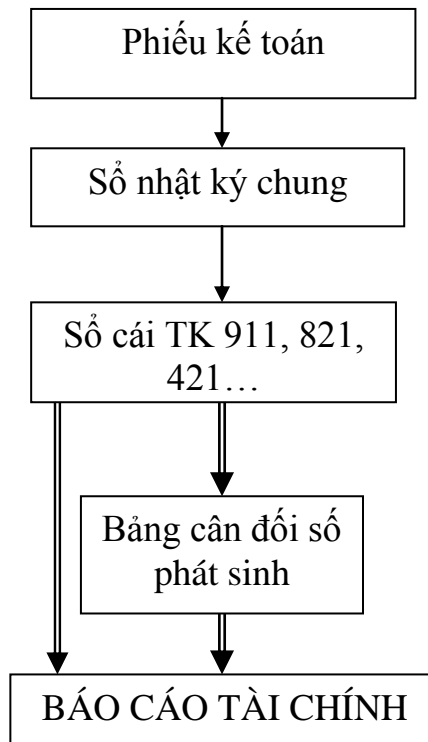 Phiếu kế toán
Sổ nhật ký chung
Sổ cái TK 911, 821,
421…
Bảng cân đối số
phát sinh
BÁO CÁO TÀI CHÍNH